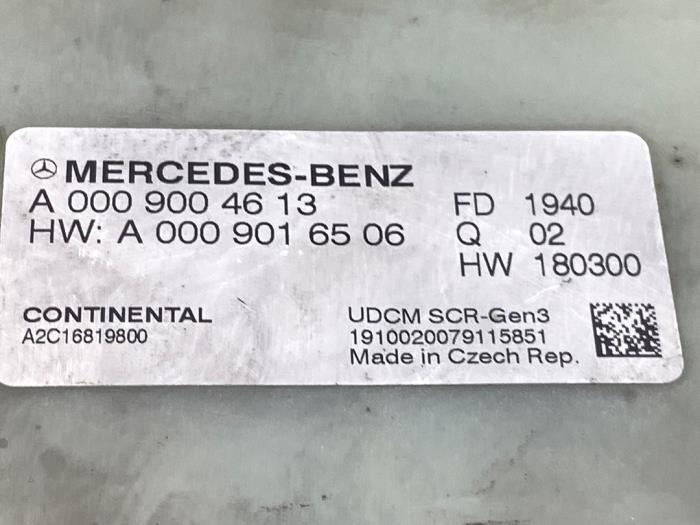 MERCEDES-BENZ
A 000 900 46 13
HW: A 000 901 65 06
FD 1940
Q 02
HW 180300
CONTINENTAL
A2C16819800
UDCM SCR-Gen3
1910020079115851
Made in Czech Rep.